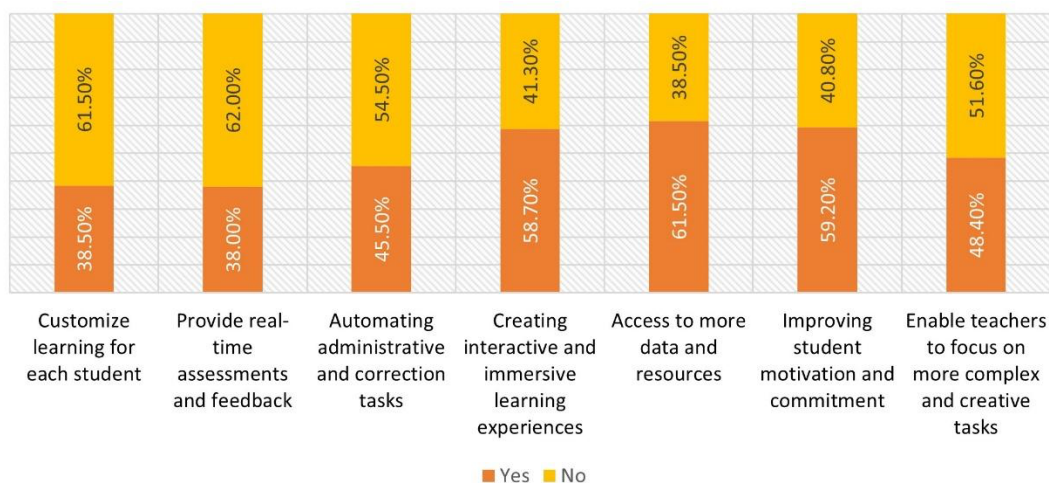 61.50%
62.00%
54.50%
41.30%
38.50%
40.80%
51.60%
38.50%
38.00%
45.50%
58.70%
61.50%
59.20%
48.40%
Customize
learning for
each student
Provide real-
time
assessments
and feedback
Automating
administrative
and correction
tasks
Creating
interactive and
immersive
learning
experiences
Access to more
data and
resources
Improving
student
motivation and
commitment
Enable teachers
to focus on
more complex
and creative
tasks
Yes No